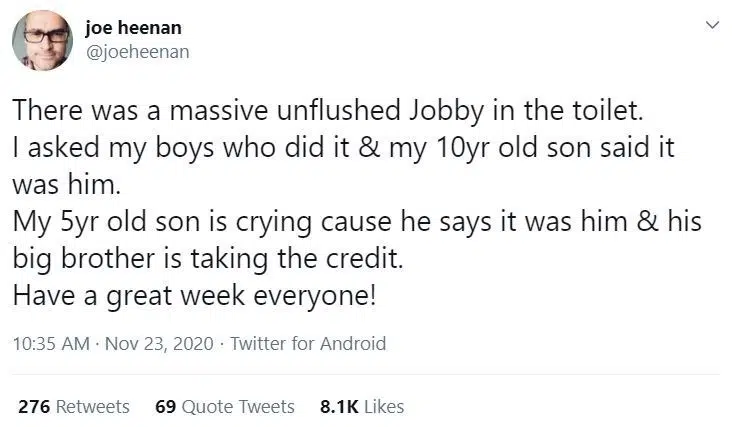 joe heenan
@joeheenan
There was a massive unflushed Jobby in the toilet.
I asked my boys who did it & my 10yr old son said it
was him.
My 5yr old son is crying cause he says it was him & his
big brother is taking the credit.
Have a great week everyone!
10:35 AM · Nov 23, 2020 · Twitter for Android
276 Retweets 69 Quote Tweets 8.1K Likes